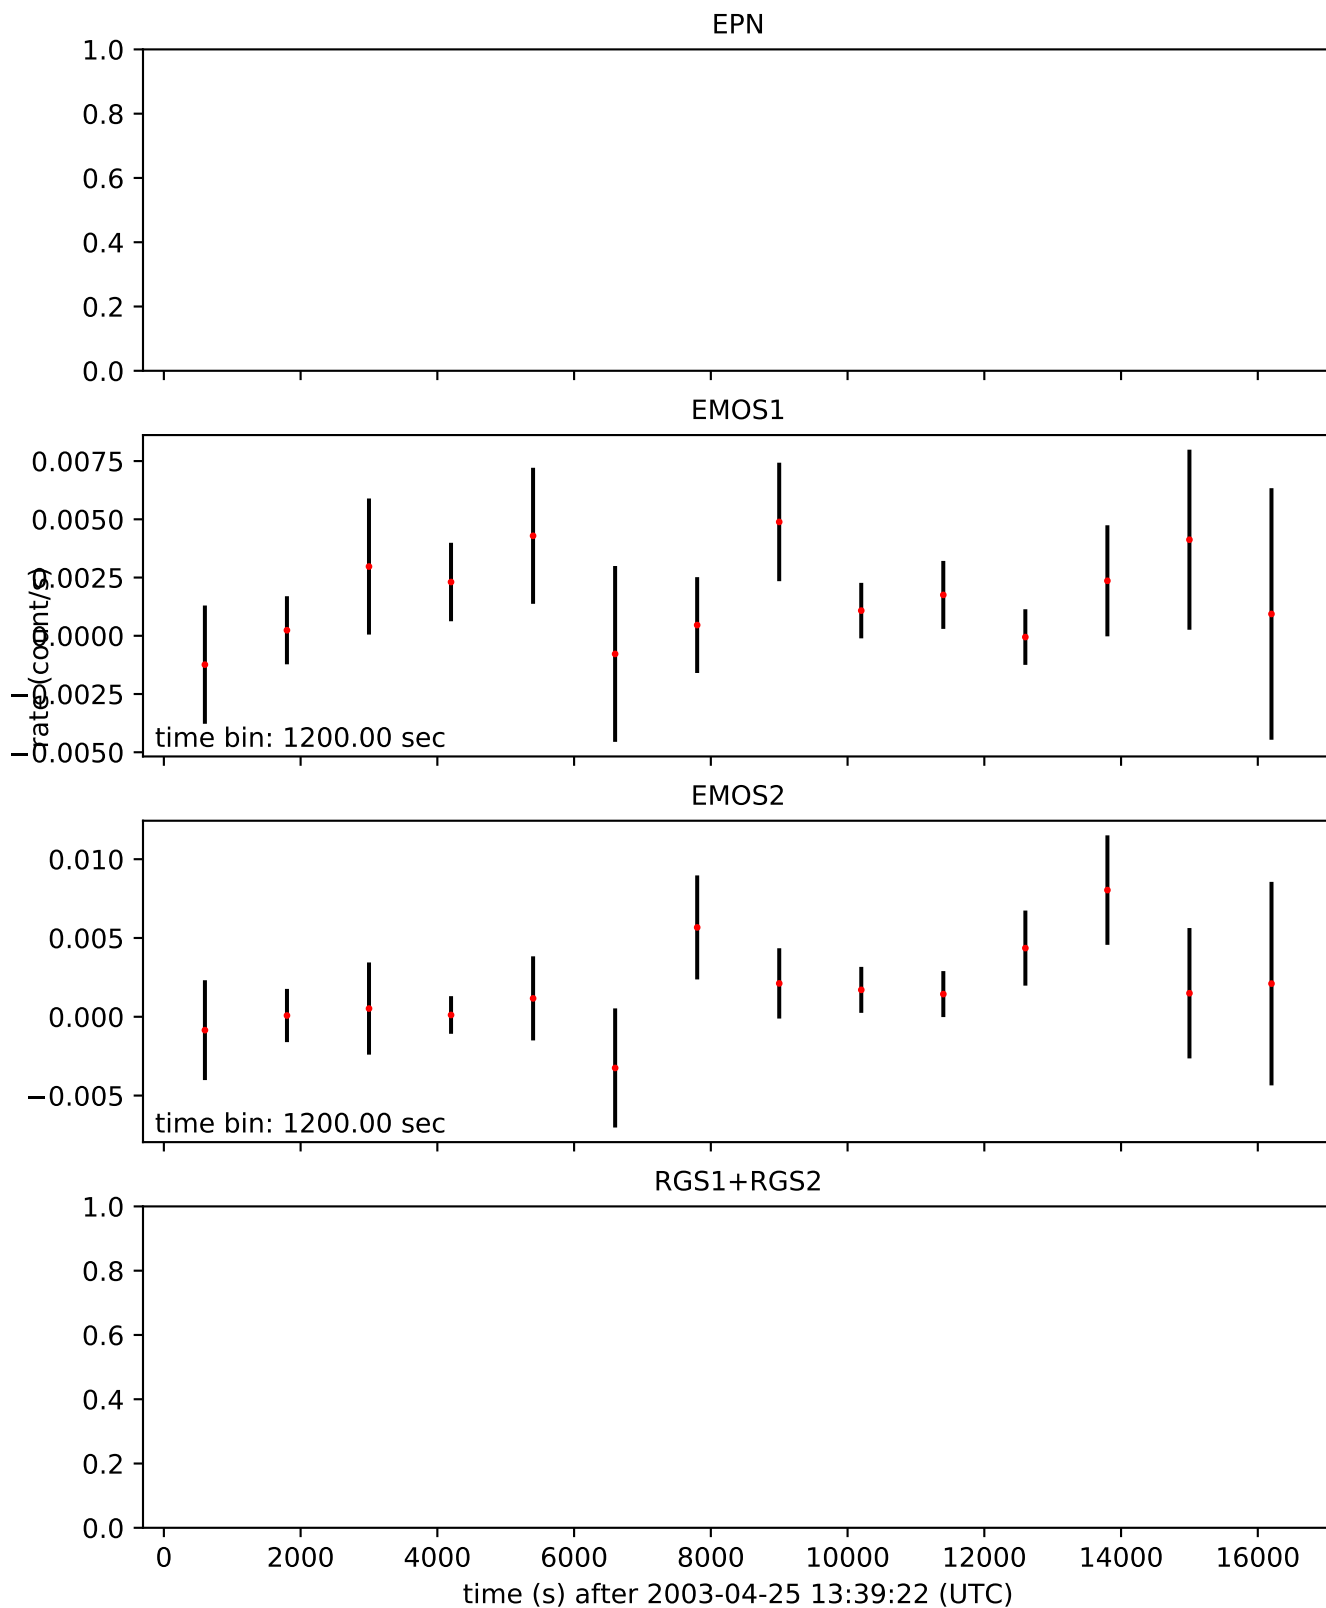 EPN
1.0
0.8
0.6
0.4
0.2
0.0
EMOS1
0.0075
0.0050
0.0025
0.0000
−0.0025
−0.0050
rate (count/s)
time bin: 1200.00 sec
EMOS2
0.010
0.005
0.000
−0.005
time bin: 1200.00 sec
RGS1+RGS2
1.0
0.8
0.6
0.4
0.2
0.0
0 2000 4000 6000 8000 10000 12000 14000 16000
time (s) after 2003-04-25 13:39:22 (UTC)